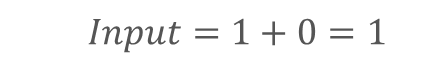 Input = 1 + 0 = 1